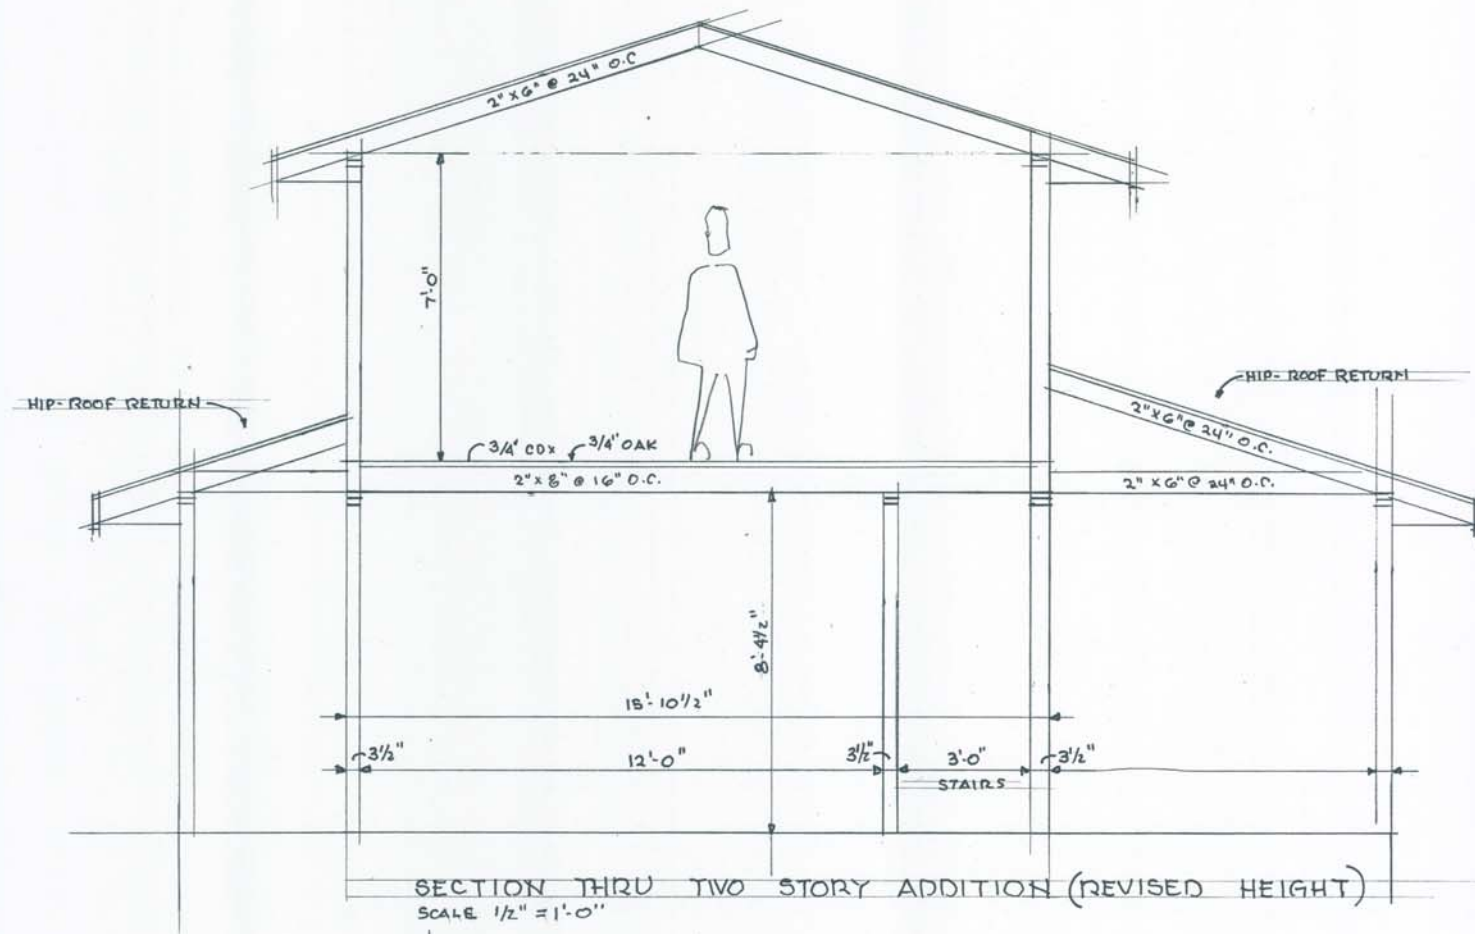 2" X 6" @ 24" O.C
7'-0"
HIP-ROOF RETURN
HIP-ROOF RETURN
2" X 6" @ 24" O.C.
3/4" CDX
3/4" OAK
2" X 8" @ 16" O.C.
2" X 6" @ 24" O.C.
8'-4 1/2"
15'-10 1/2"
3 1/2"
12'-0"
3 1/2"
3'-0"
3 1/2"
STAIRS
SECTION THRU TWO STORY ADDITION (REVISED HEIGHT)
SCALE 1/2" = 1'-0"